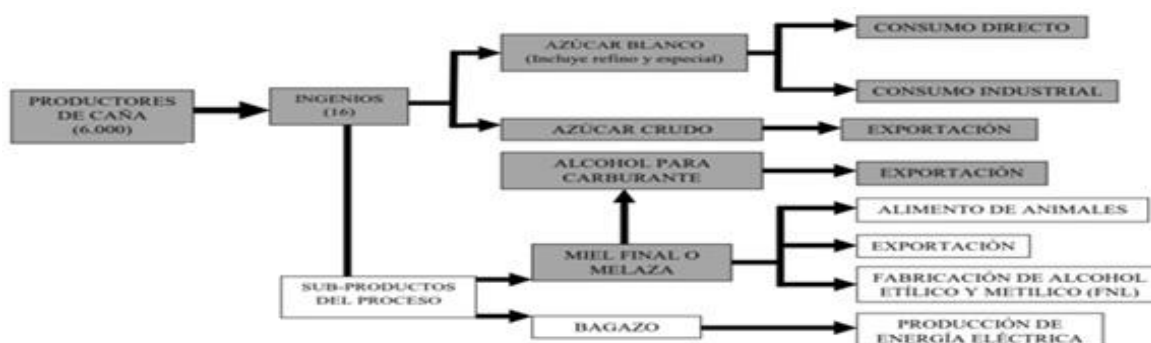 PRODUCTORES
DE CAÑA
(6.000)
INGENIOS
(16)
AZÚCAR BLANCO
(Incluye refino y especial)
CONSUMO DIRECTO
CONSUMO INDUSTRIAL
AZÚCAR CRUDO
EXPORTACIÓN
ALCOHOL PARA
CARBURANTE
EXPORTACIÓN
SUB-PRODUCTOS
DEL PROCESO
MIEL FINAL O
MELAZA
ALIMENTO DE ANIMALES
EXPORTACIÓN
FABRICACIÓN DE ALCOHOL
ETÍLICO Y METILICO (FNL)
BAGAZO
PRODUCCIÓN DE
ENERGÍA ELÉCTRICA